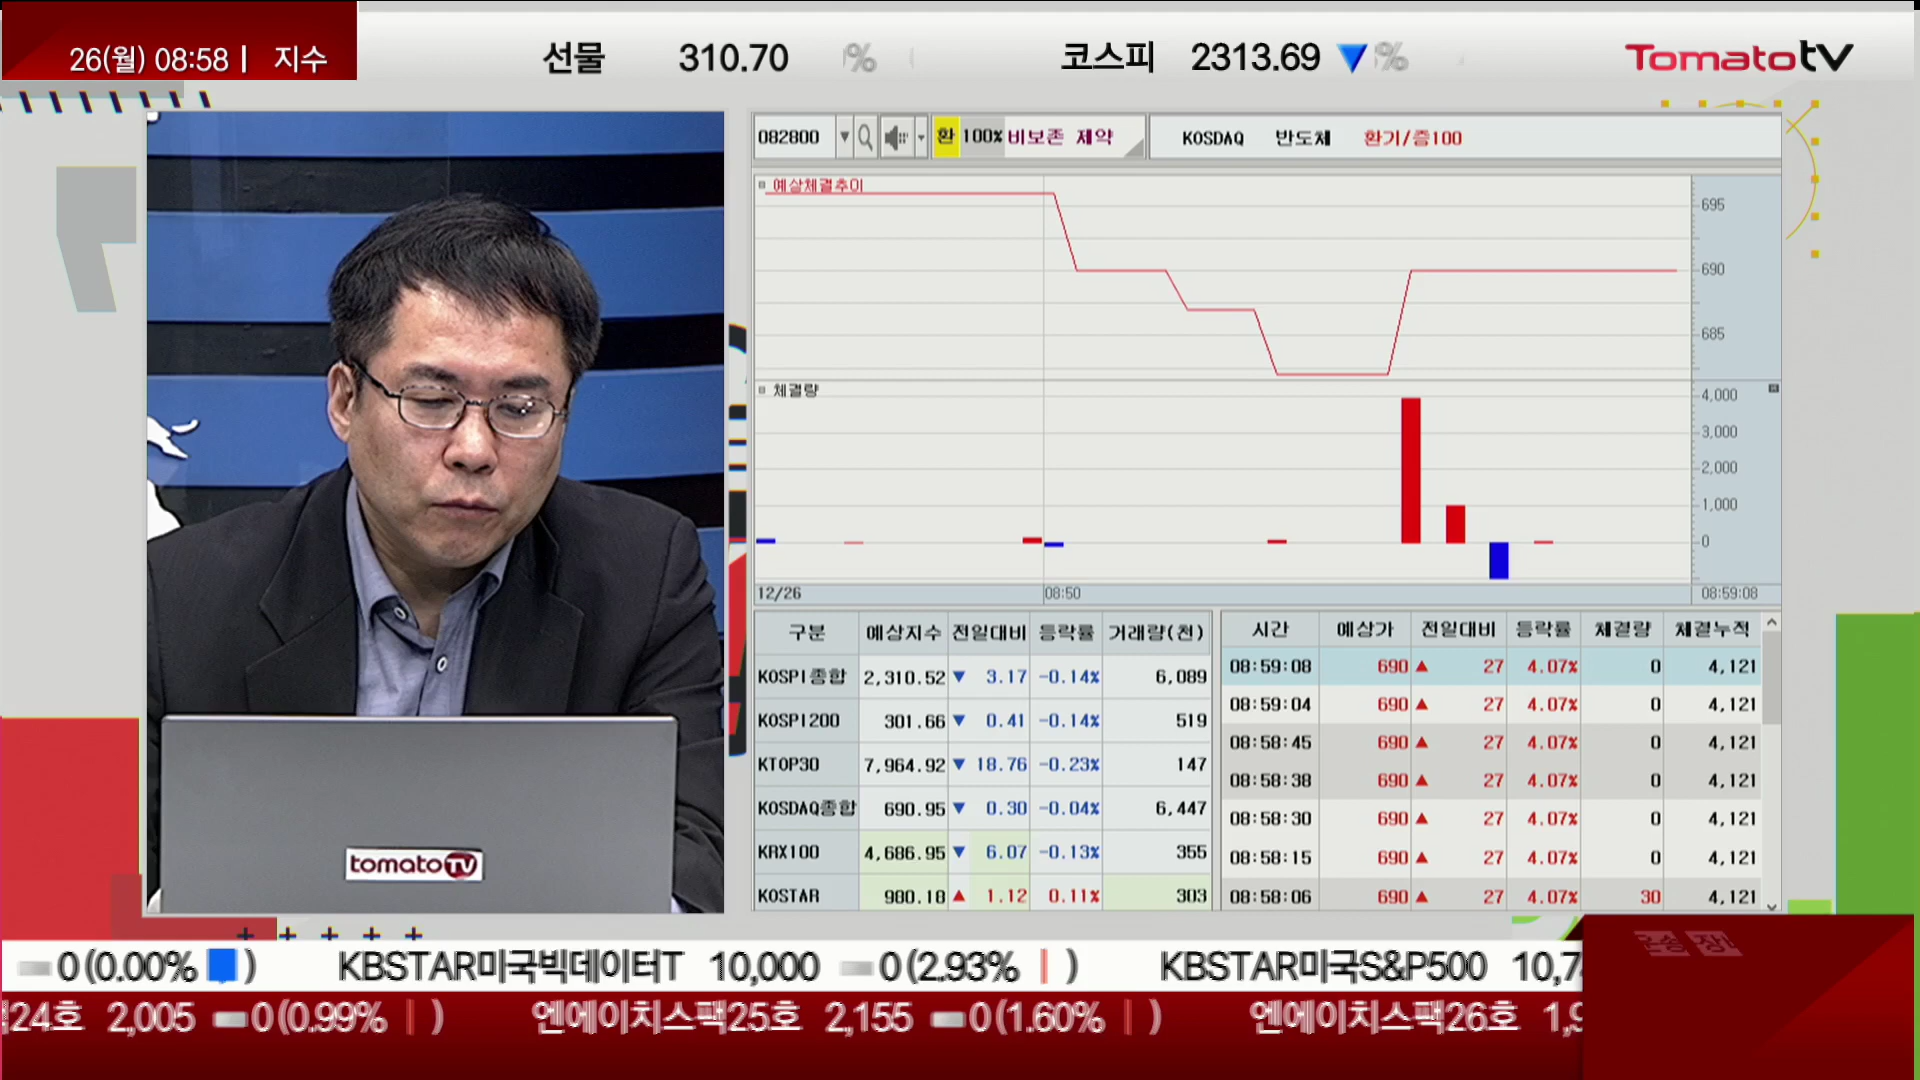 26(월) 08:58 | 지수
선물 310.70 %
코스피 2313.69 ▼ %
TomatoTV
082800 환 100% 비보존 제약 KOSDAQ 반도체 환기/증100
예상체결추이
695
690
685
체결량
4,000
3,000
2,000
1,000
0
12/26 08:50 08:59:08
구분 예상지수 전일대비 등락률 거래량(천)
KOSPI종합 2,310.52 ▼ 3.17 -0.14% 6,089
KOSPI200 301.66 ▼ 0.41 -0.14% 519
KTOP30 7,964.92 ▼ 18.76 -0.23% 147
KOSDAQ종합 690.95 ▼ 0.30 -0.04% 6,447
KRX100 4,686.95 ▼ 6.07 -0.13% 355
KOSTAR 980.18 ▲ 1.12 0.11% 303
시간 예상가 전일대비 등락률 체결량 체결누적
08:59:08 690 ▲ 27 4.07% 0 4,121
08:59:04 690 ▲ 27 4.07% 0 4,121
08:58:45 690 ▲ 27 4.07% 0 4,121
08:58:38 690 ▲ 27 4.07% 0 4,121
08:58:30 690 ▲ 27 4.07% 0 4,121
08:58:15 690 ▲ 27 4.07% 0 4,121
08:58:06 690 ▲ 27 4.07% 30 4,121
tomatoTV
0(0.00% ) KBSTAR미국빅데이터T 10,000 0(2.93% ) KBSTAR미국S&P500 10,7
24호 2,005 0(0.99% ) 엔에이치스팩25호 2,155 0(1.60% ) 엔에이치스팩26호 1,9